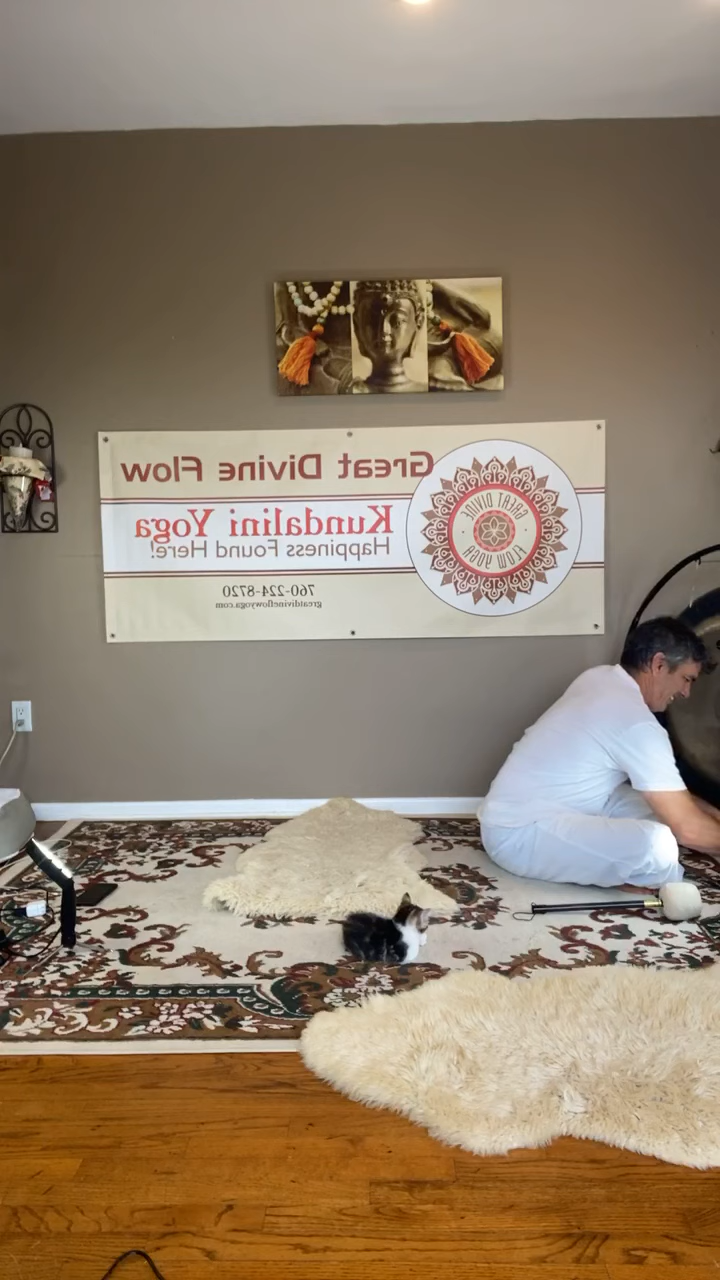 Great Divine Flow
Kundalini Yoga
Happiness Found Here!
760-224-8720
greatdivineflowyoga.com
GREAT DIVINE
FLOW YOGA